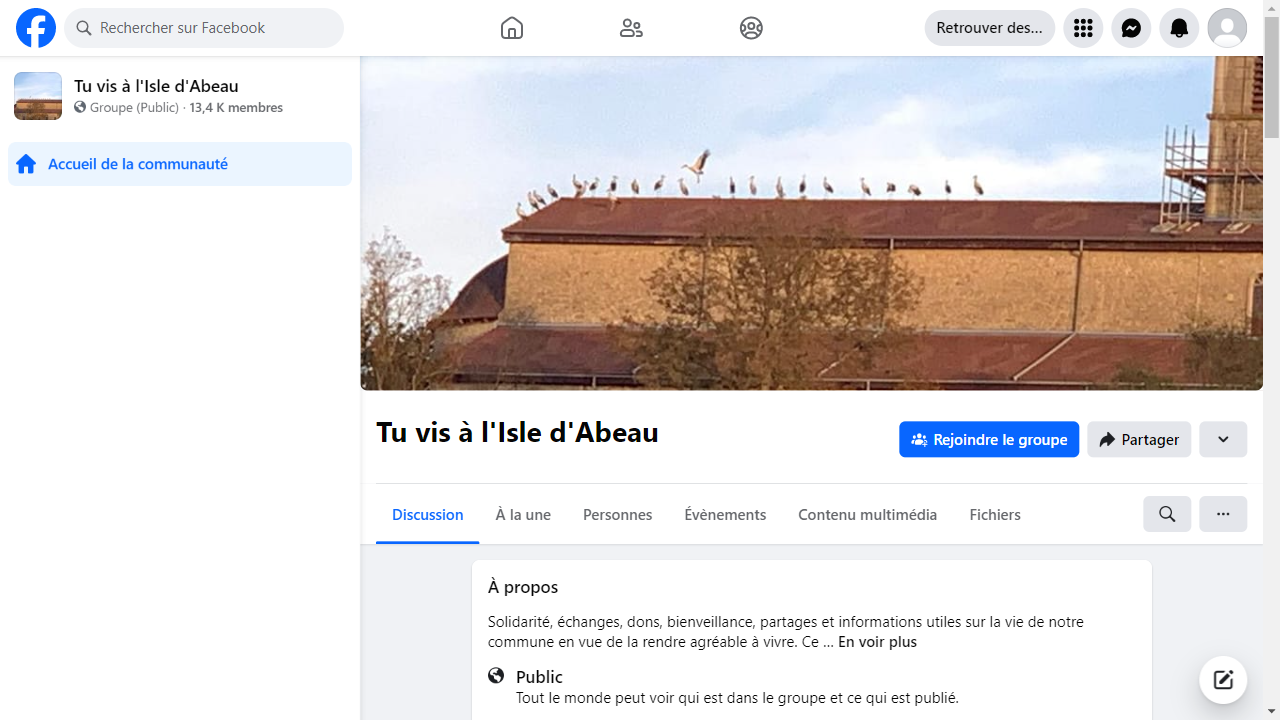 Rechercher sur Facebook
Retrouver des...
Tu vis à l'Isle d'Abeau
Groupe (Public) · 13,4 K membres
Accueil de la communauté
Tu vis à l'Isle d'Abeau
Rejoindre le groupe
Partager
Discussion
À la une
Personnes
Évènements
Contenu multimédia
Fichiers
À propos
Solidarité, échanges, dons, bienveillance, partages et informations utiles sur la vie de notre
commune en vue de la rendre agréable à vivre. Ce ... En voir plus
Public
Tout le monde peut voir qui est dans le groupe et ce qui est publié.